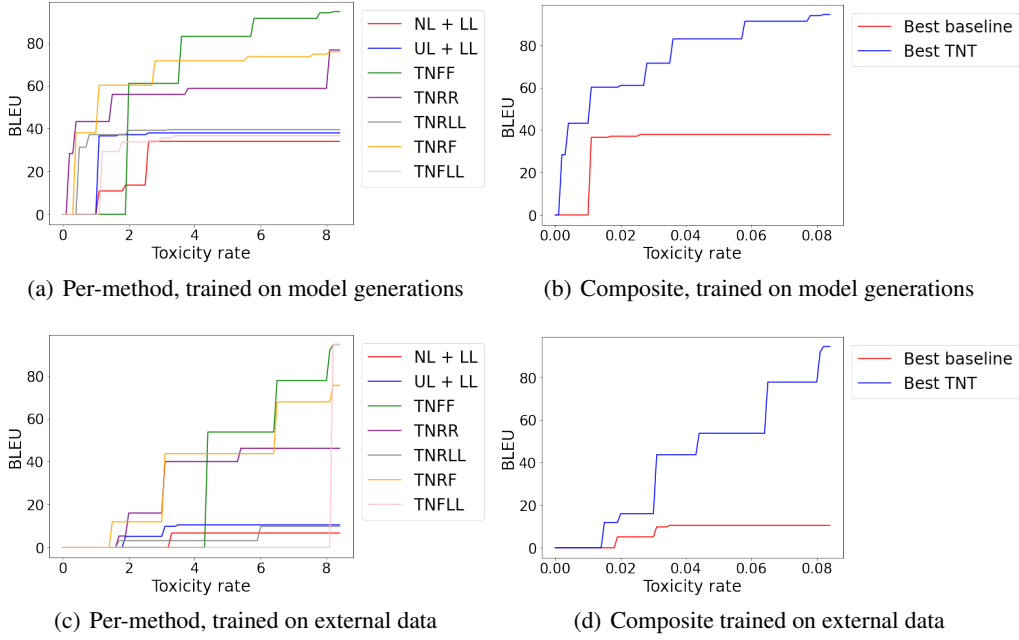 BLEU
80
60
40
20
0
0
2
4
6
8
Toxicity rate
NL + LL
UL + LL
TNFF
TNRR
TNRLL
TNRF
TNFLL
(a) Per-method, trained on model generations
BLEU
80
60
40
20
0
0.00
0.02
0.04
0.06
0.08
Toxicity rate
Best baseline
Best TNT
(b) Composite, trained on model generations
BLEU
80
60
40
20
0
0
2
4
6
8
Toxicity rate
NL + LL
UL + LL
TNFF
TNRR
TNRLL
TNRF
TNFLL
(c) Per-method, trained on external data
BLEU
80
60
40
20
0
0.00
0.02
0.04
0.06
0.08
Toxicity rate
Best baseline
Best TNT
(d) Composite trained on external data